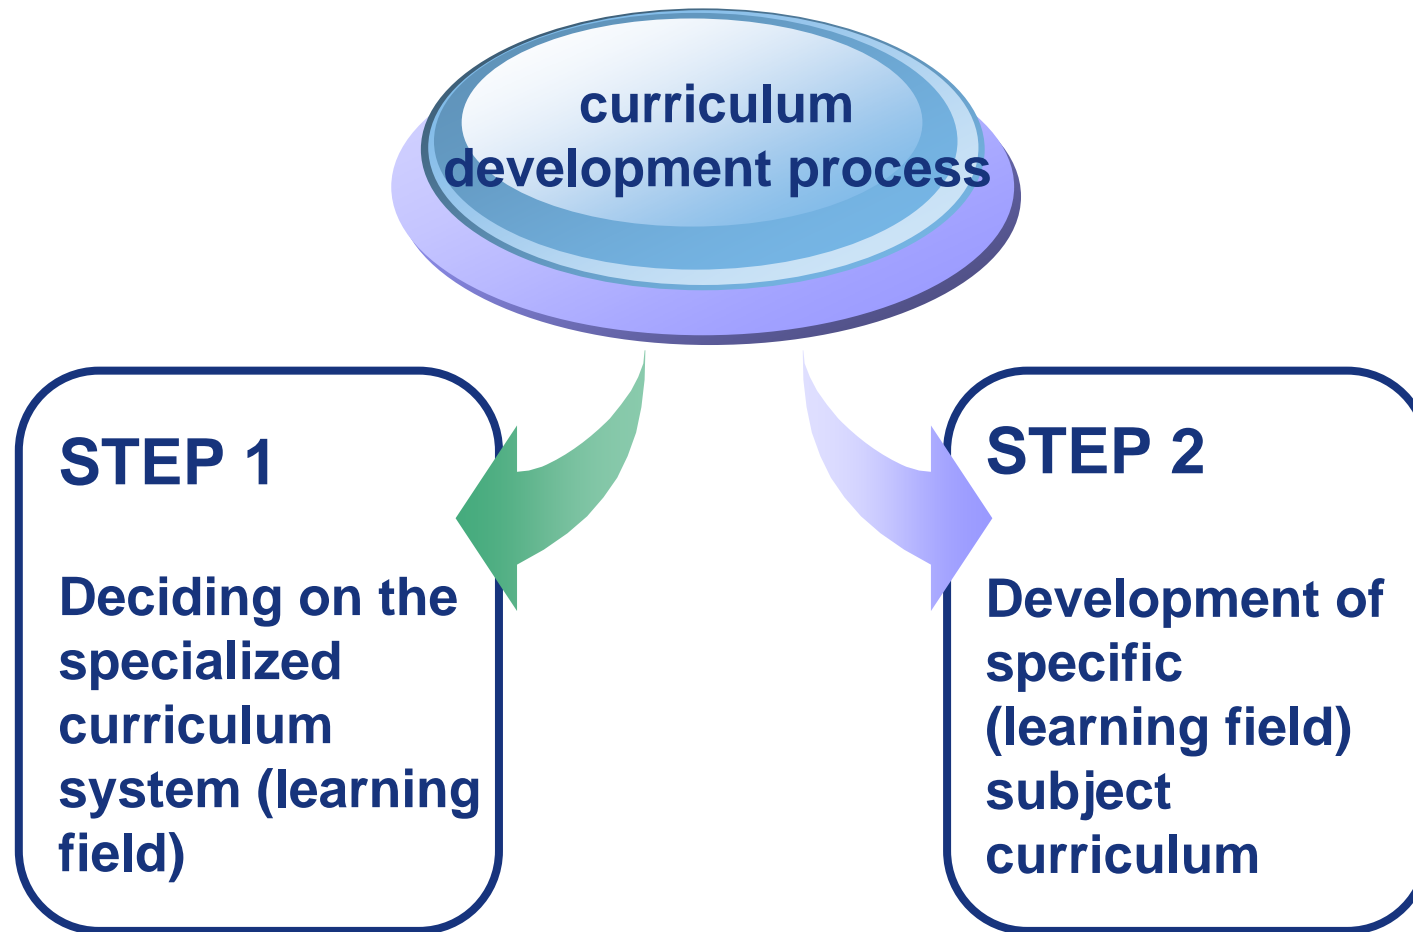 curriculum
development process
STEP 1
Deciding on the
specialized
curriculum
system (learning
field)
STEP 2
Development of
specific
(learning field)
subject
curriculum